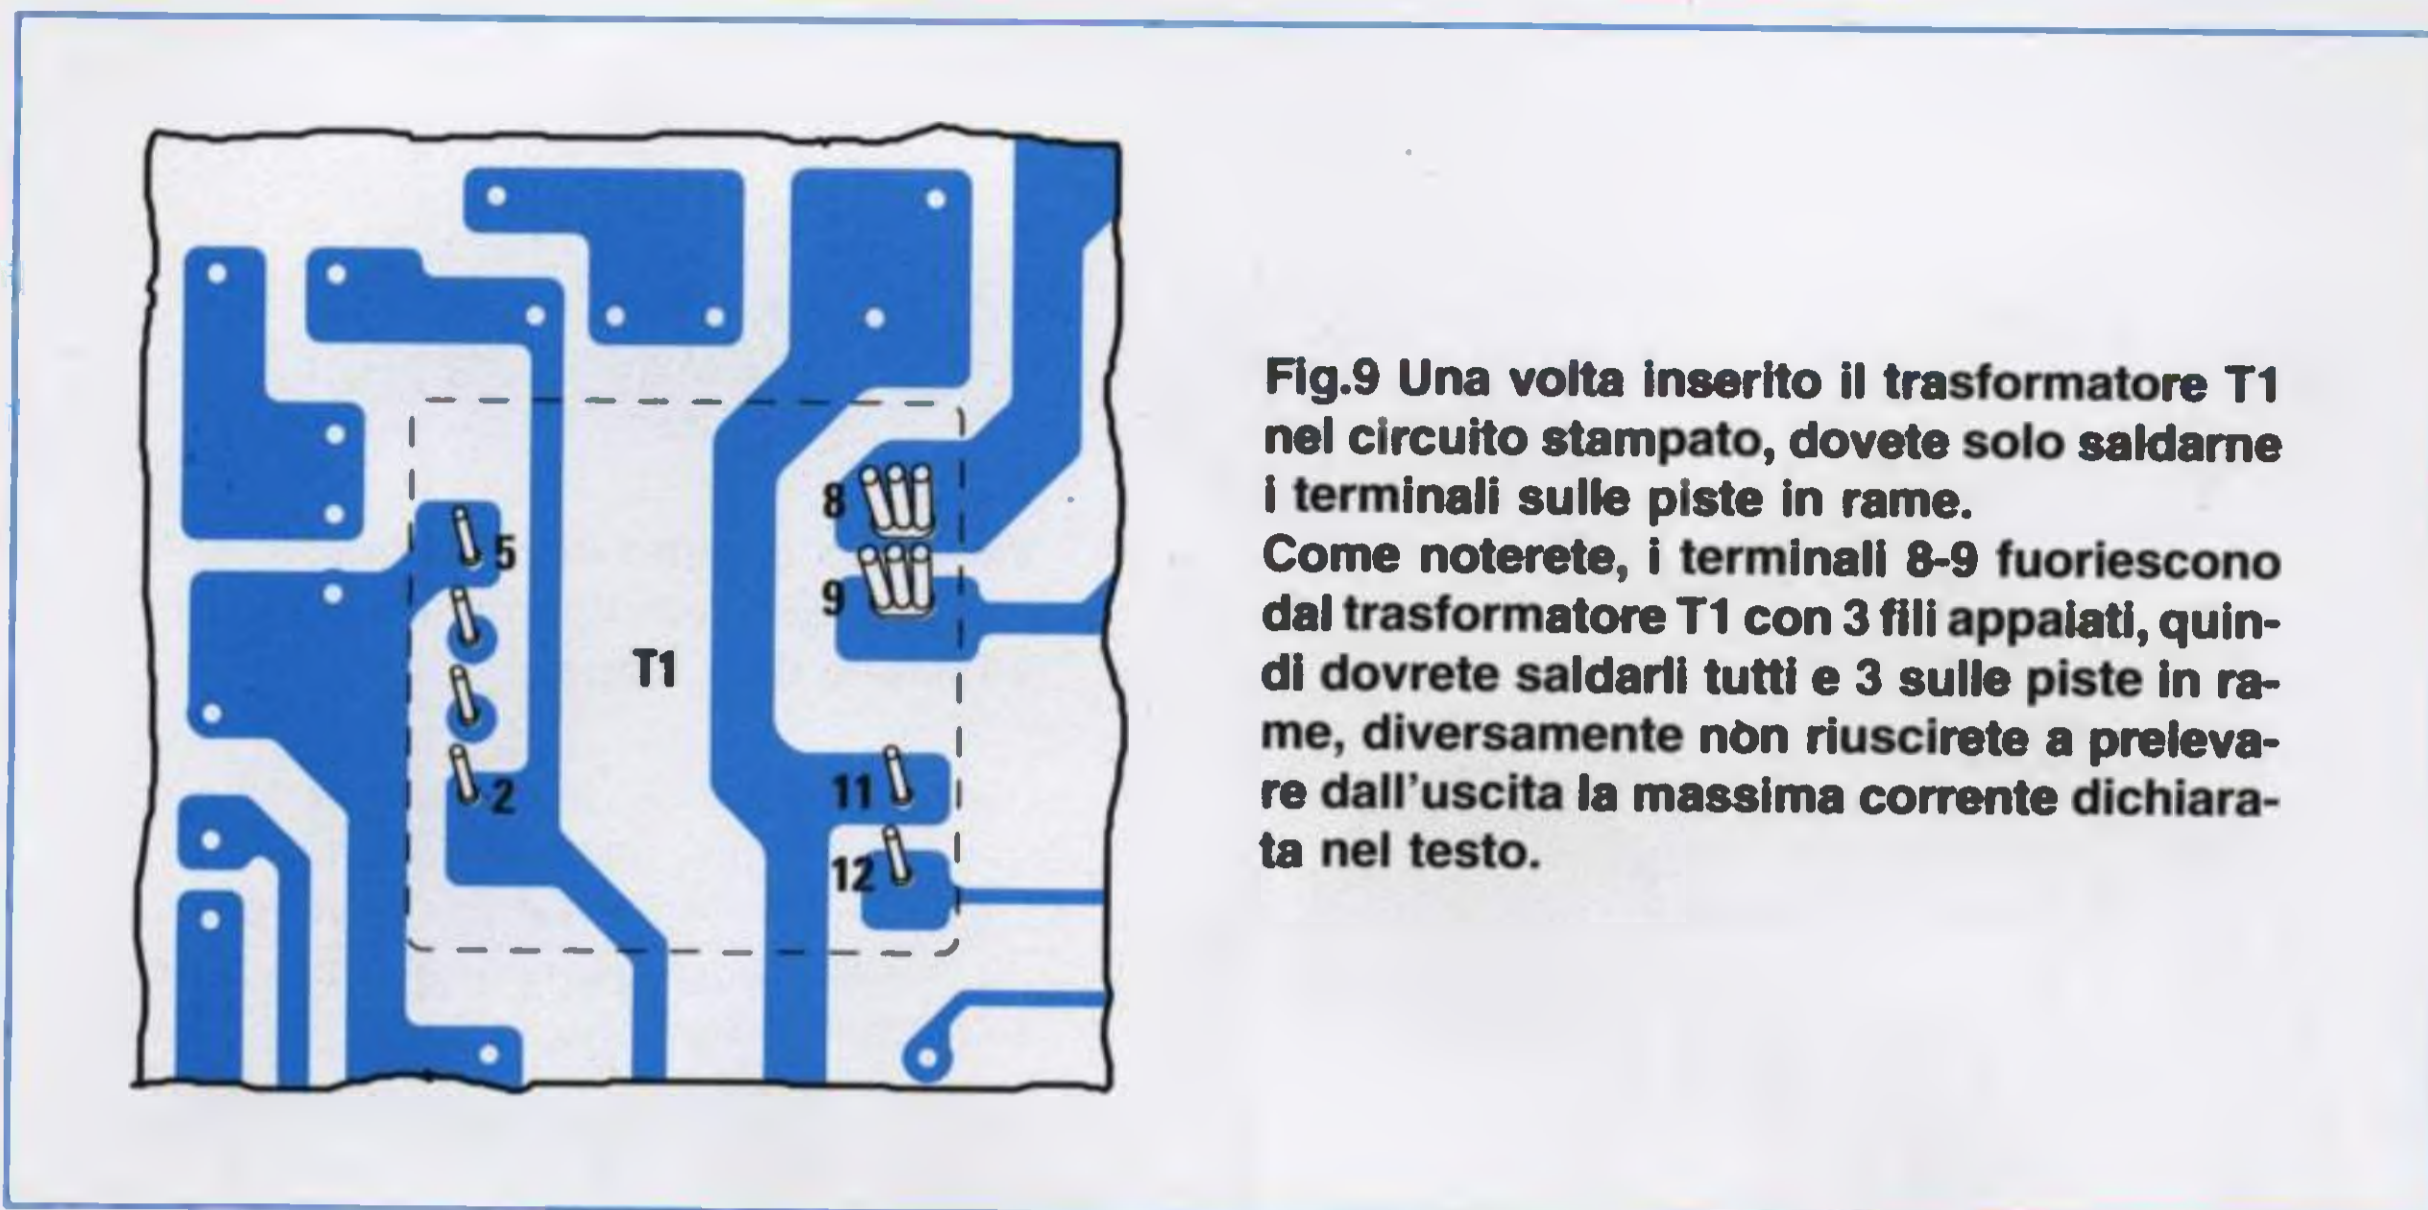 5
8
9
T1
2
11
12
Fig.9 Una volta inserito il trasformatore T1
nel circuito stampato, dovete solo saldarne
i terminali sulle piste in rame.
Come noterete, i terminali 8-9 fuoriescono
dal trasformatore T1 con 3 fili appaiati, quin-
di dovrete saldarli tutti e 3 sulle piste in ra-
me, diversamente non riuscirete a preleva-
re dall'uscita la massima corrente dichiara-
ta nel testo.